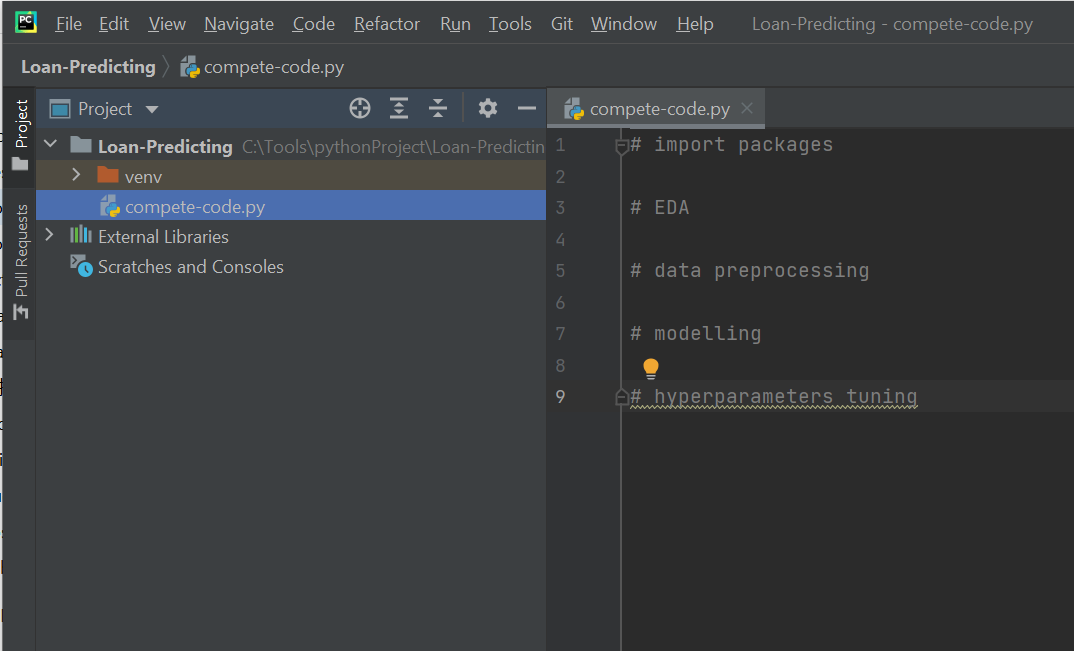 PC File Edit View Navigate Code Refactor Run Tools Git Window Help Loan-Predicting - compete-code.py
Loan-Predicting compete-code.py
Project
Pull Requests
Project
Loan-Predicting C:\Tools\pythonProject\Loan-Predictin
venv
compete-code.py
External Libraries
Scratches and Consoles
compete-code.py
1 # import packages
2
3 # EDA
4
5 # data preprocessing
6
7 # modelling
8
9 # hyperparameters tuning